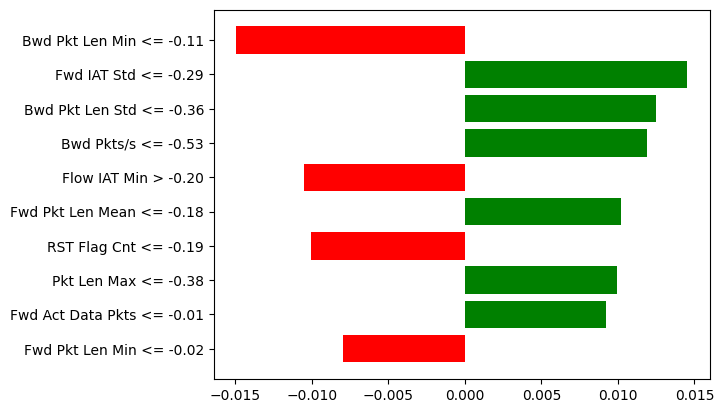 Bwd Pkt Len Min <= -0.11
Fwd IAT Std <= -0.29
Bwd Pkt Len Std <= -0.36
Bwd Pkts/s <= -0.53
Flow IAT Min > -0.20
Fwd Pkt Len Mean <= -0.18
RST Flag Cnt <= -0.19
Pkt Len Max <= -0.38
Fwd Act Data Pkts <= -0.01
Fwd Pkt Len Min <= -0.02
−0.015 −0.010 −0.005 0.000 0.005 0.010 0.015